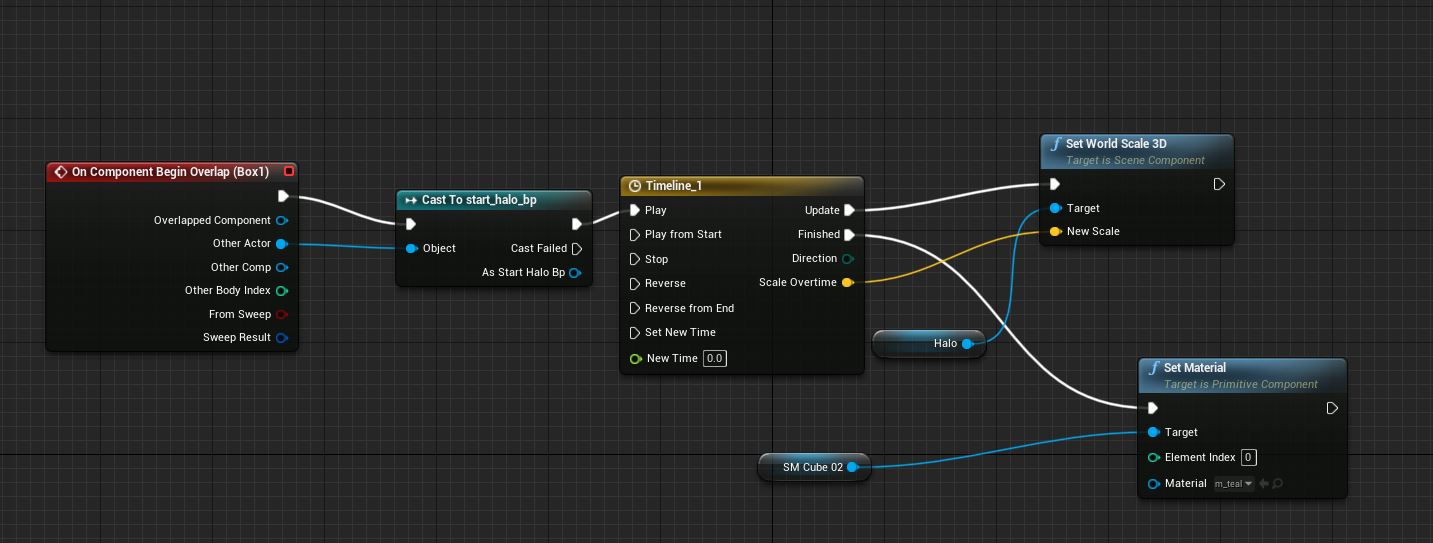 On Component Begin Overlap (Box1)
Overlapped Component
Other Actor
Other Comp
Other Body Index
From Sweep
Sweep Result
Cast To start_halo_bp
Object
Cast Failed
As Start Halo Bp
Timeline_1
Play
Update
Play from Start
Finished
Stop
Direction
Reverse
Scale Overtime
Reverse from End
Set New Time
New Time 0.0
Halo
SM Cube 02
f Set World Scale 3D
Target is Scene Component
Target
New Scale
f Set Material
Target is Primitive Component
Target
Element Index 0
Material m_teal